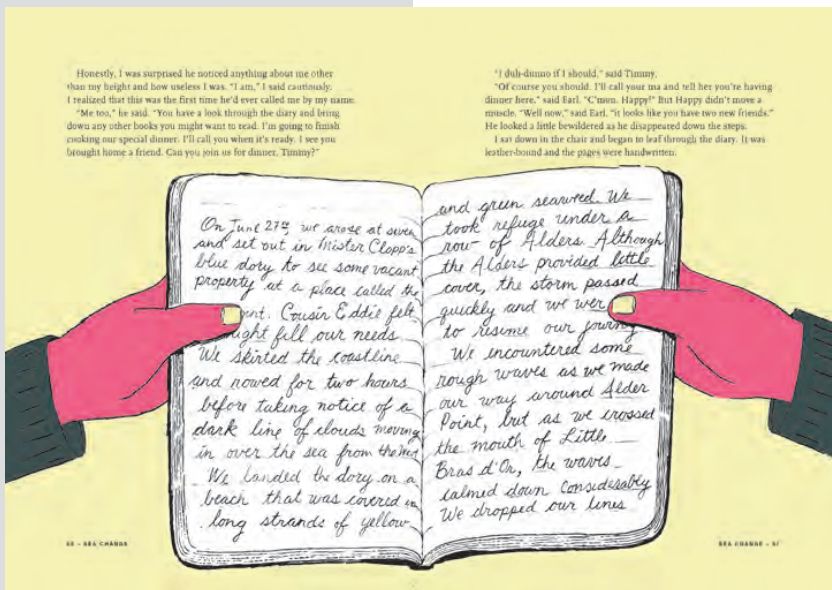 Honestly, I was surprised he noticed anything about me other
than my height and how useless I was. "I am," I said cautiously.
I realized that this was the first time he'd ever called me by my name.
"Me too," he said. "You have a look through the diary and bring
down any other books you might want to read. I'm going to finish
cooking our special dinner. I'll call you when it's ready. I see you
brought home a friend. Can you join us for dinner, Timmy?"
"I duh-dunno if I should," said Timmy.
"Of course you should. I'll call your ma and tell her you're having
dinner here," said Earl. "C'mon, Happy!" But Happy didn't move a
muscle. "Well now," said Earl, "it looks like you have two new friends."
He looked a little bewildered as he disappeared down the steps.
I sat down in the chair and began to leaf through the diary. It was
leather-bound and the pages were handwritten.
On June 27th, we arose at seven
and set out in Mister Clopp's
blue dory to see some vacant
property at a place called the
nt. Cousin Eddie felt
ght fill our needs
We skirted the coastline
and rowed for two hours
before taking notice of a
dark line of clouds moving
in over the sea from the
We landed the dory on a
beach that was covered in
long strands of yellow
and green seaweed. We
took refuge under a
row of Alders. Although
the Alders provided little
cover, the storm passed
quickly and we wer
to resume our
We encountered some
rough waves as we made
our way around Alder
Point, but as we crossed
the mouth of Little
Bras d'Or, the waves
calmed down considerably
We dropped our lines
- SEA CHANGE
SEA CHANGE -